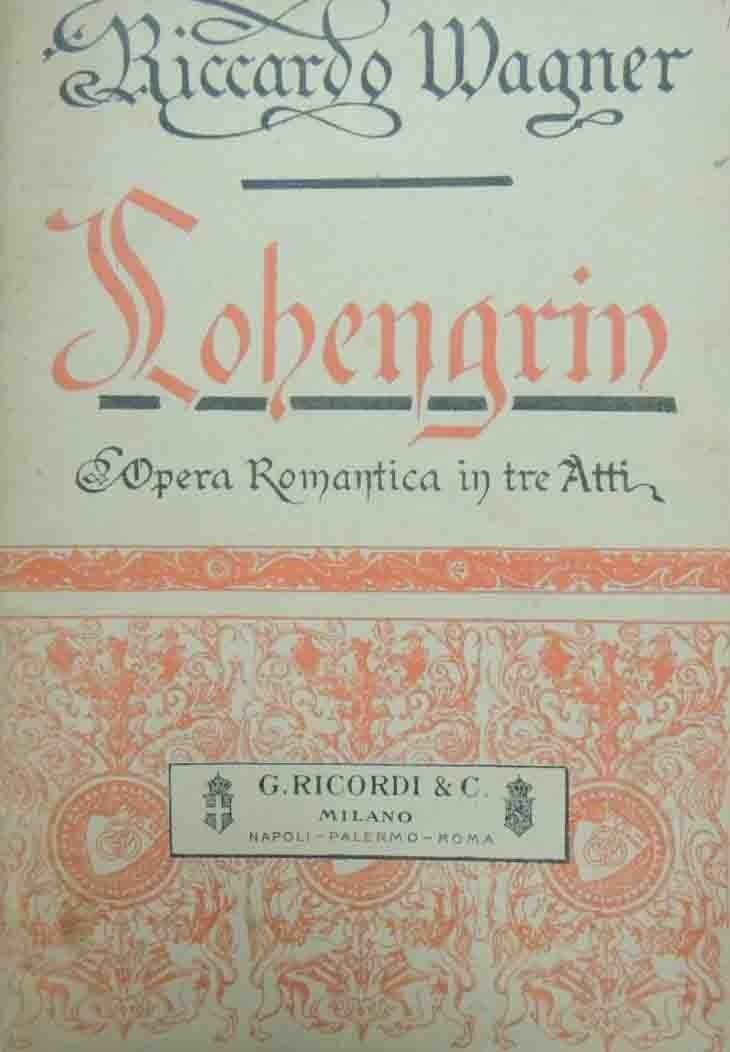 Riccardo Wagner
Lohengrin
Opera Romantica in tre Atti
G. RICORDI & C.
MILANO
NAPOLI - PALERMO - ROMA